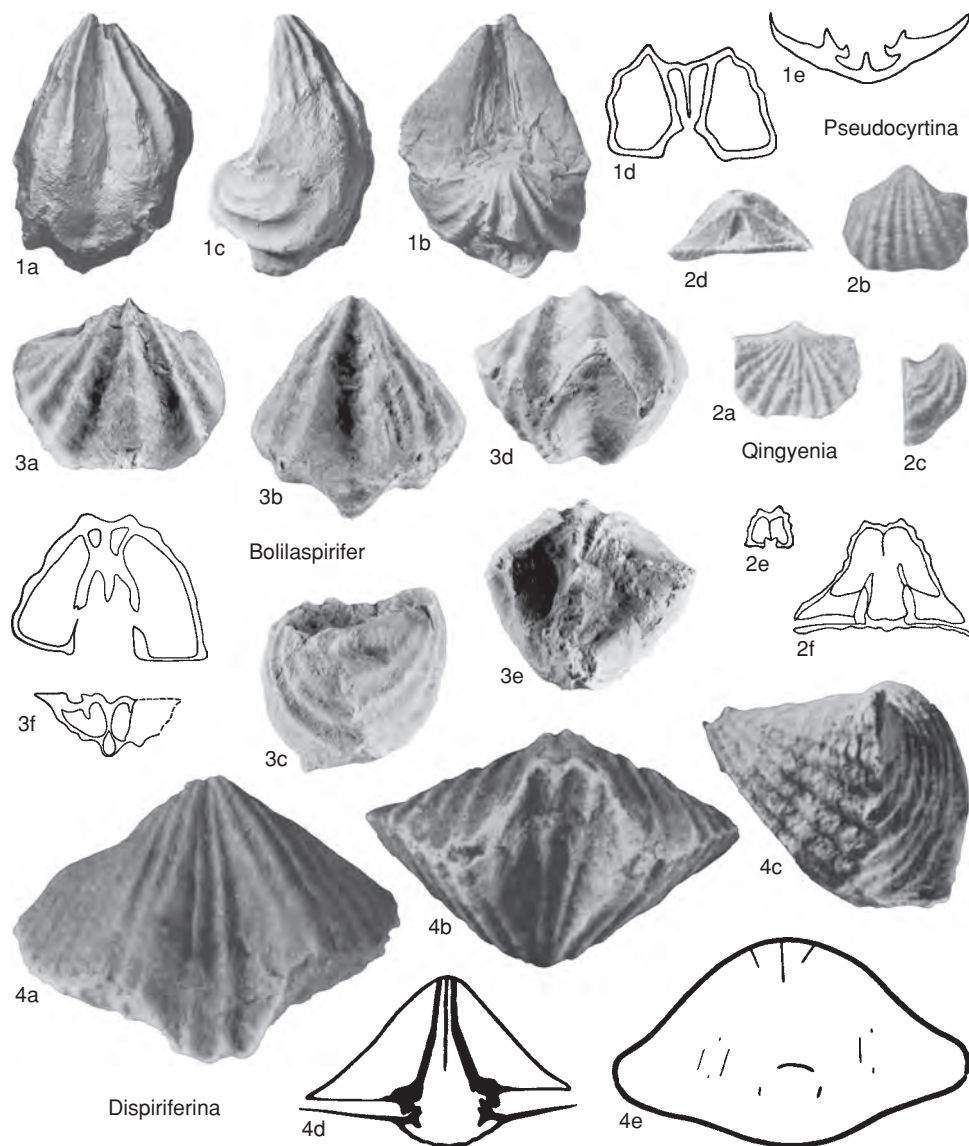 1a
1c
1b
1d
1e
Pseudocyrtina
2d
2b
3a
3b
3d
2a
Qingyenia
2c
Bolilaspirifer
2e
2f
3f
3c
3e
4a
4b
4c
Dispiriferina
4d
4e